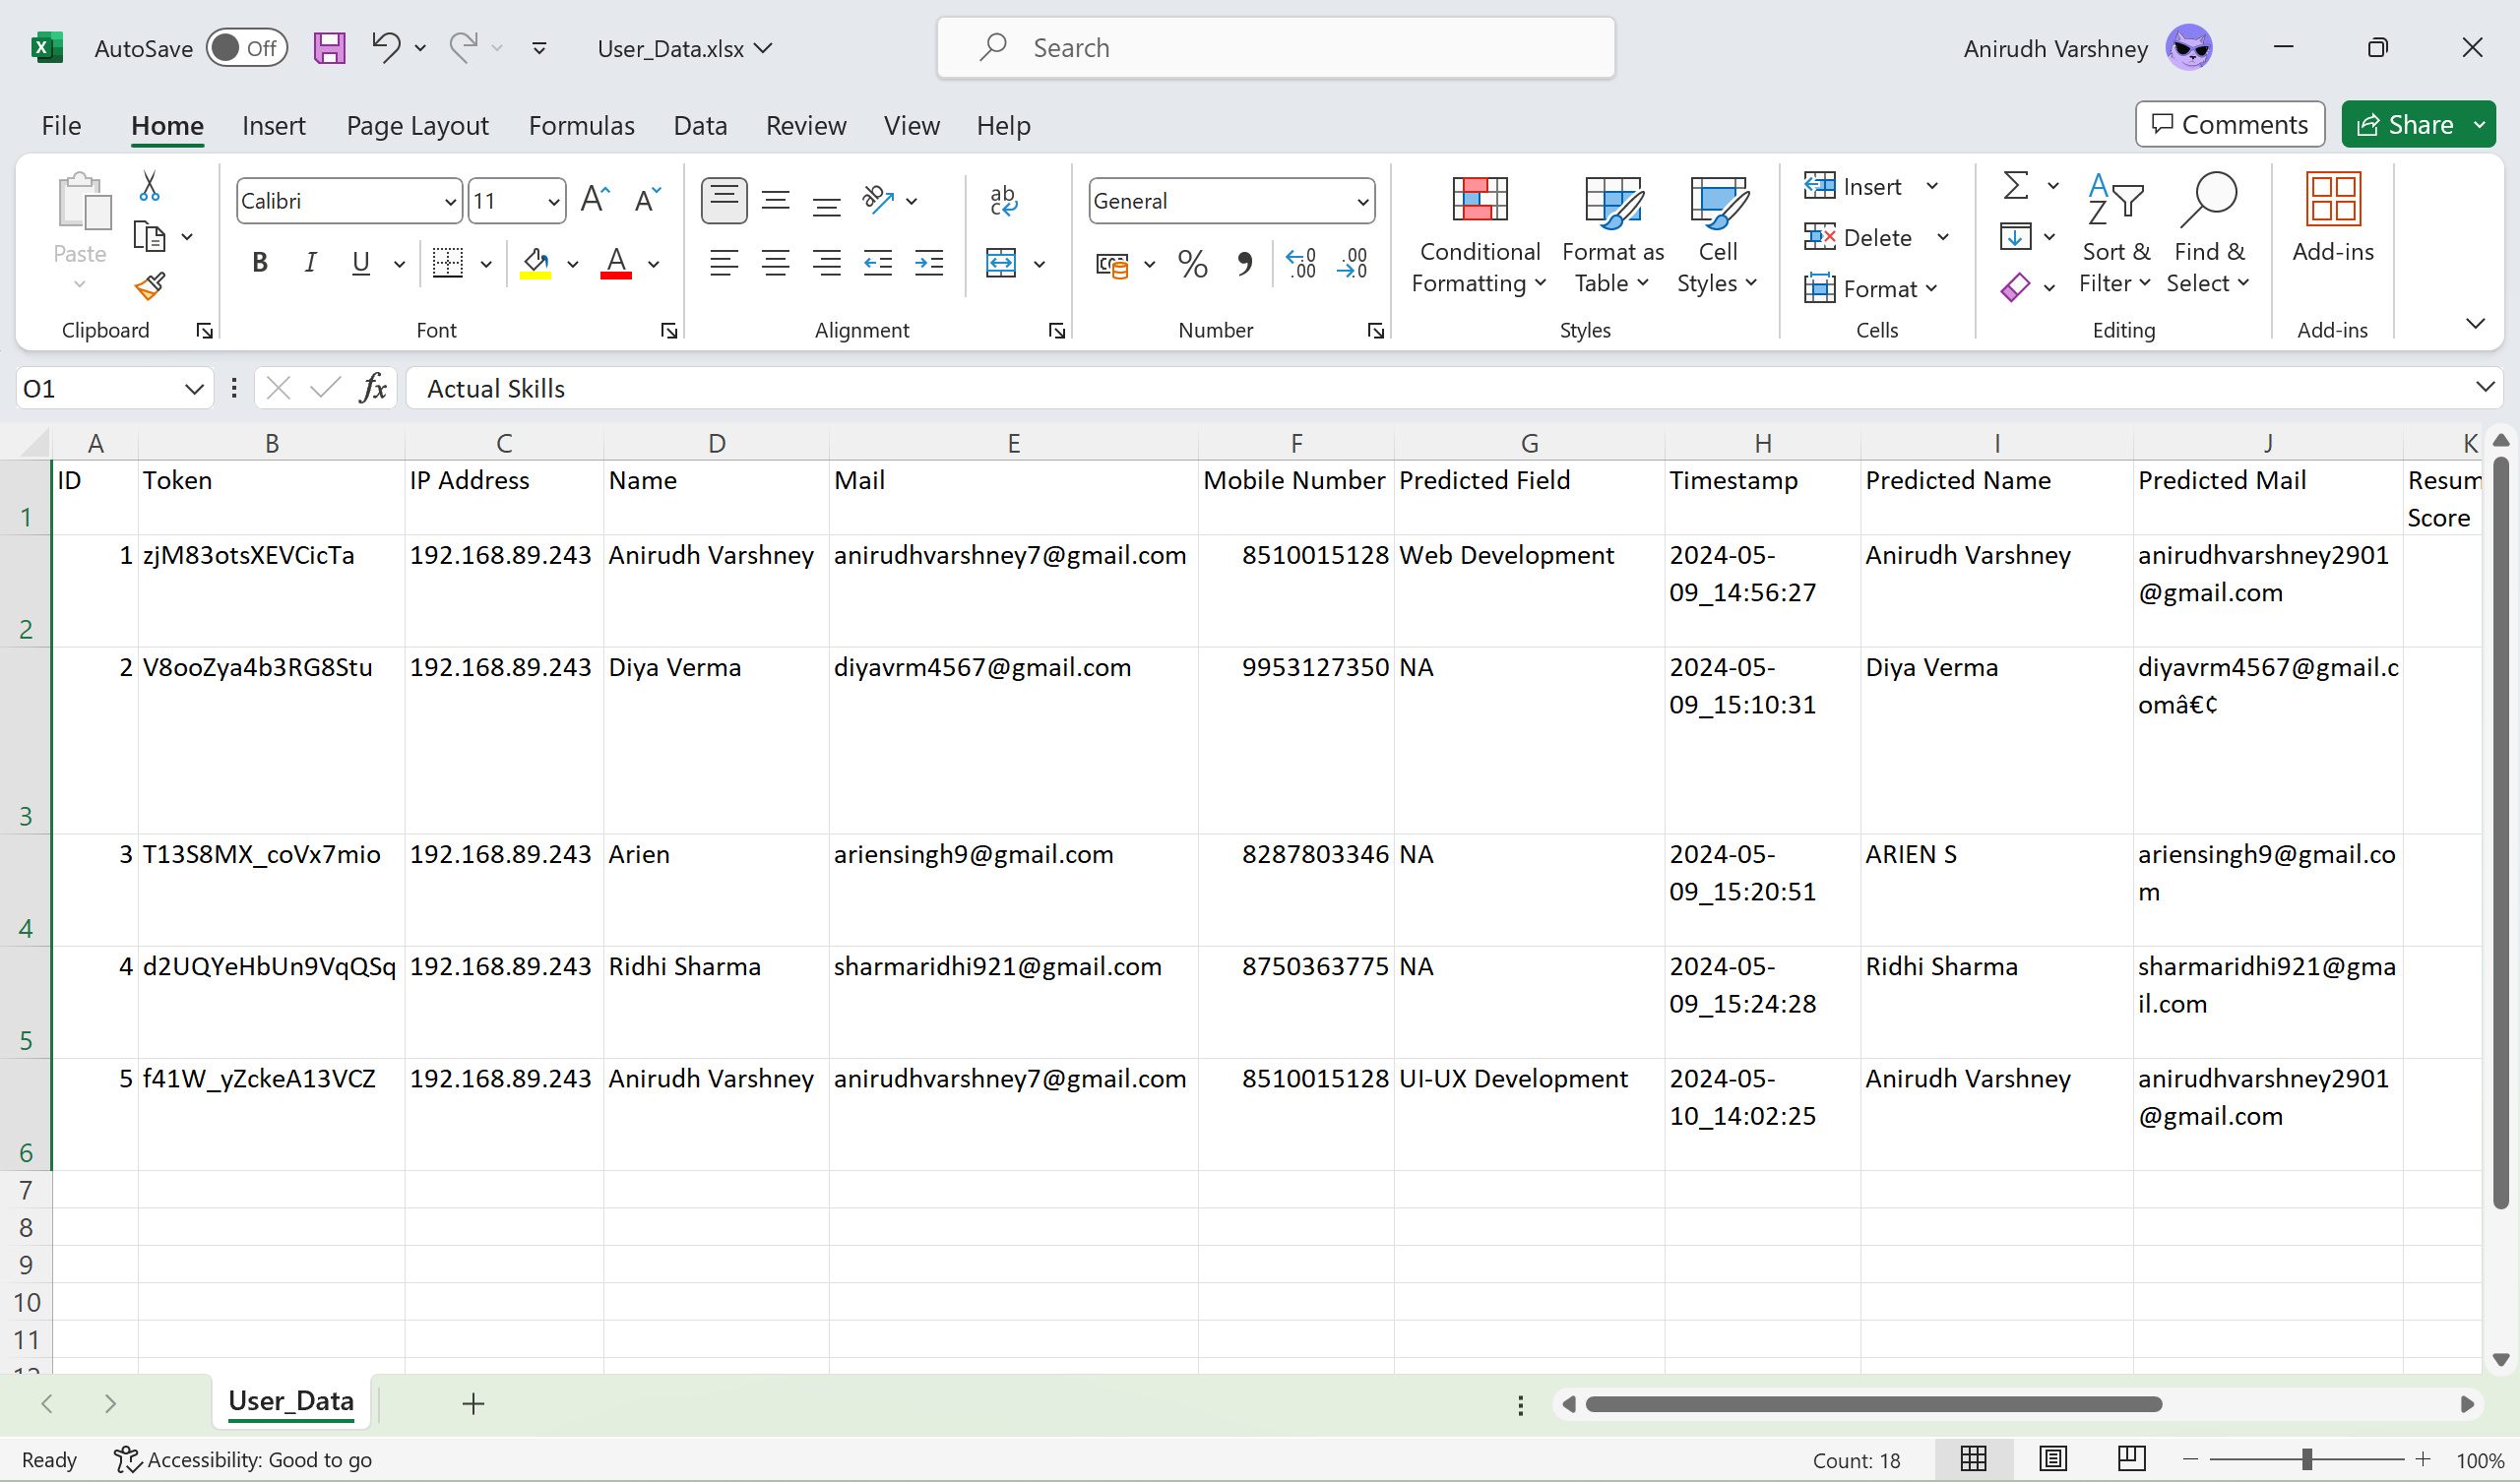 AutoSave Off User_Data.xlsx Search Anirudh Varshney
File Home Insert Page Layout Formulas Data Review View Help Comments Share
Paste
Calibri 11
B I U A
ab
General
% .00
Conditional Formatting
Format as Table
Cell Styles
Insert
Delete
Format
Sort & Filter
Find & Select
Add-ins
Clipboard Font Alignment Number Styles Cells Editing Add-ins
O1 fx Actual Skills
A B C D E F G H I J K
1 ID Token IP Address Name Mail Mobile Number Predicted Field Timestamp Predicted Name Predicted Mail Resum Score
2 1 zjM83otsXEVCicTa 192.168.89.243 Anirudh Varshney anirudhvarshney7@gmail.com 8510015128 Web Development 2024-05-09_14:56:27 Anirudh Varshney anirudhvarshney2901@gmail.com
3 2 V8ooZya4b3RG8Stu 192.168.89.243 Diya Verma diyavrm4567@gmail.com 9953127350 NA 2024-05-09_15:10:31 Diya Verma diyavrm4567@gmail.comâ€¢
4 3 T13S8MX_coVx7mio 192.168.89.243 Arien ariensingh9@gmail.com 8287803346 NA 2024-05-09_15:20:51 ARIEN S ariensingh9@gmail.com
5 4 d2UQYeHbUn9VqQSq 192.168.89.243 Ridhi Sharma sharmaridhi921@gmail.com 8750363775 NA 2024-05-09_15:24:28 Ridhi Sharma sharmaridhi921@gmail.com
6 5 f41W_yZckeA13VCZ 192.168.89.243 Anirudh Varshney anirudhvarshney7@gmail.com 8510015128 UI-UX Development 2024-05-10_14:02:25 Anirudh Varshney anirudhvarshney2901@gmail.com
7
8
9
10
11
User_Data
Ready Accessibility: Good to go Count: 18 100%